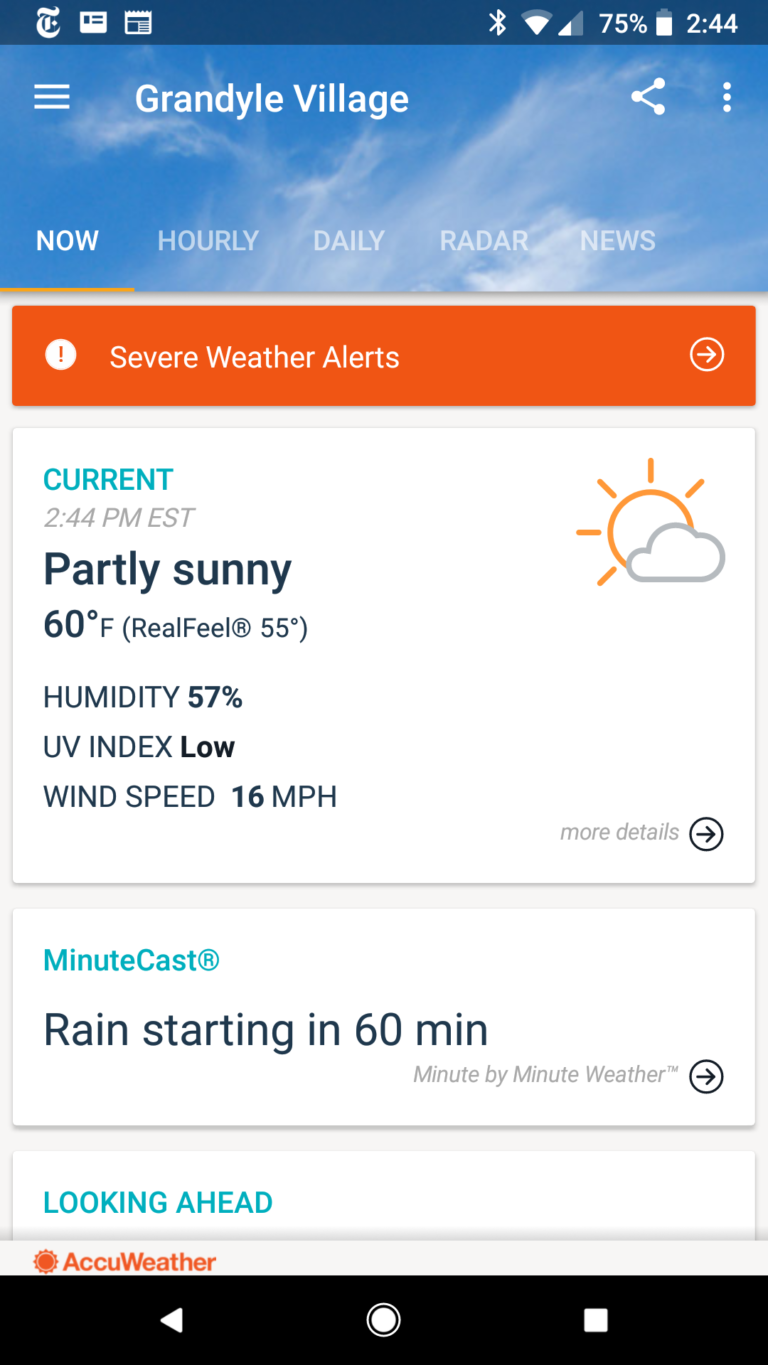 75% 2:44
Grandyle Village
NOW HOURLY DAILY RADAR NEWS
! Severe Weather Alerts
CURRENT
2:44 PM EST
Partly sunny
60°F (RealFeel® 55°)
HUMIDITY 57%
UV INDEX Low
WIND SPEED 16 MPH
more details
MinuteCast®
Rain starting in 60 min
Minute by Minute Weather™
LOOKING AHEAD
AccuWeather